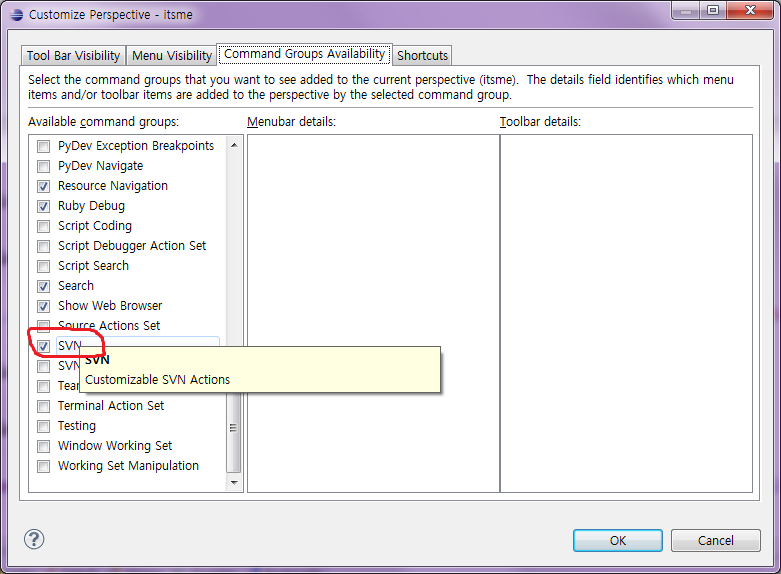 Customize Perspective - itsme
Tool Bar Visibility Menu Visibility Command Groups Availability Shortcuts
Select the command groups that you want to see added to the current perspective (itsme). The details field identifies which menu
items and/or toolbar items are added to the perspective by the selected command group.
Available command groups: Menubar details: Toolbar details:
PyDev Exception Breakpoints
PyDev Navigate
Resource Navigation
Ruby Debug
Script Coding
Script Debugger Action Set
Script Search
Search
Show Web Browser
Source Actions Set
SVN
SVN
Customizable SVN Actions
SVN
Tear
Terminal Action Set
Testing
Window Working Set
Working Set Manipulation
? OK Cancel